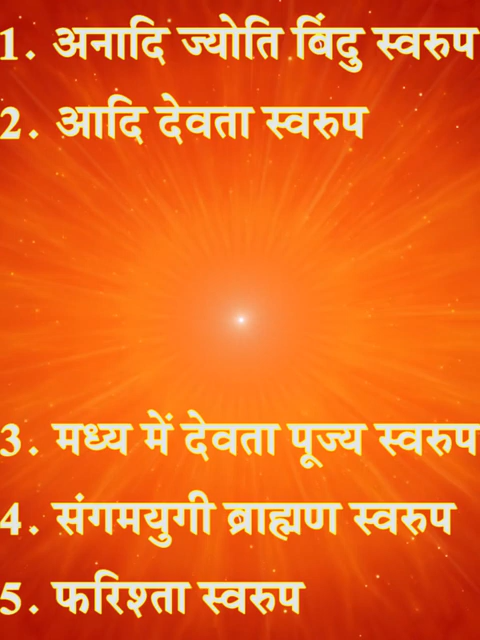 1. अनादि ज्योति बिंदु स्वरुप
2. आदि देवता स्वरुप
3. मध्य में देवता पूज्य स्वरुप
4. संगमयुगी ब्राह्मण स्वरुप
5. फरिश्ता स्वरुप